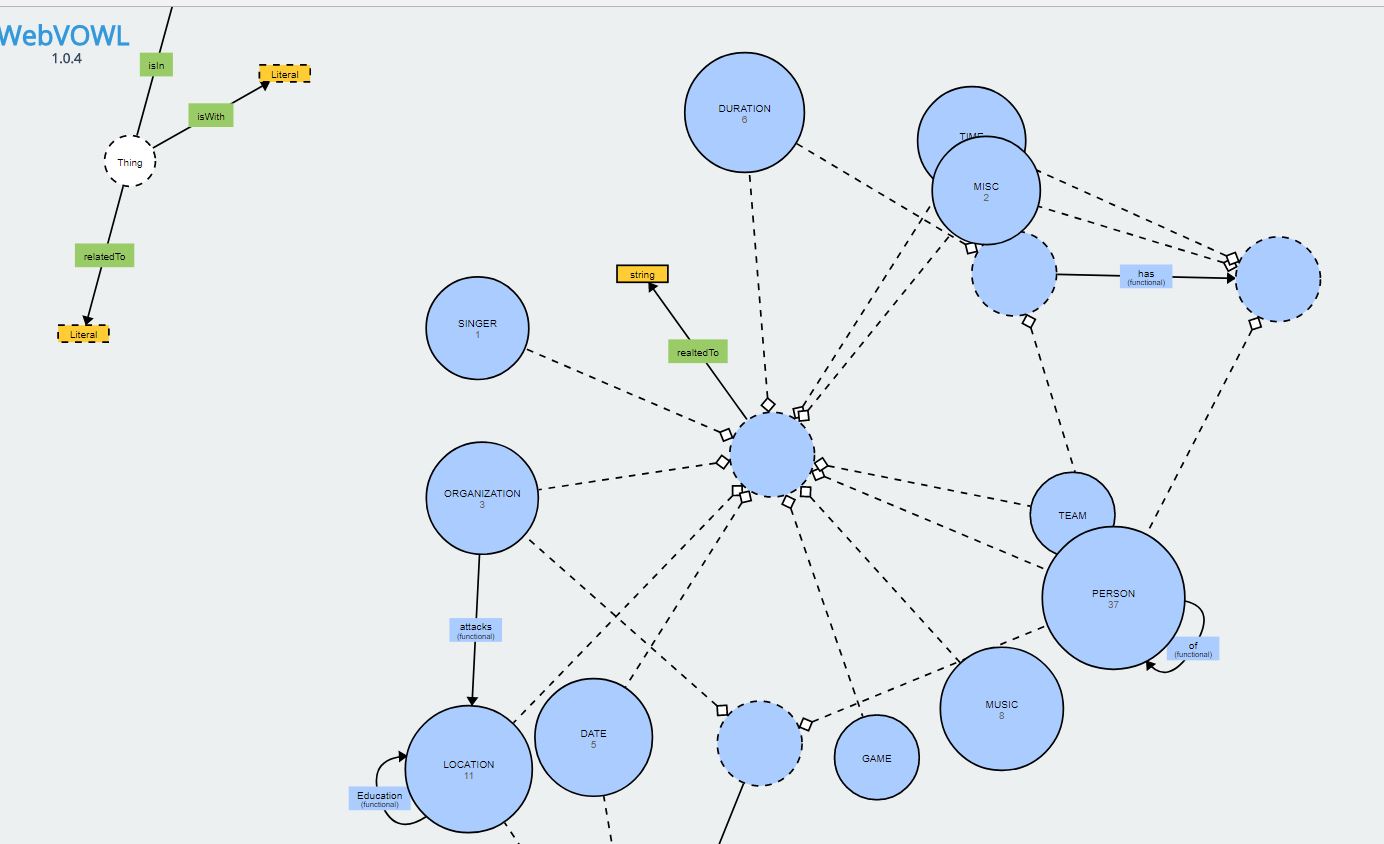 WebVOWL
1.0.4
isIn
Literal
isWith
Thing
relatedTo
Literal
DURATION
6
TIME
MISC
2
has
(functional)
string
realtedTo
SINGER
1
ORGANIZATION
3
TEAM
PERSON
37
of
(functional)
attacks
(functional)
MUSIC
8
DATE
5
GAME
LOCATION
11
Education
(functional)